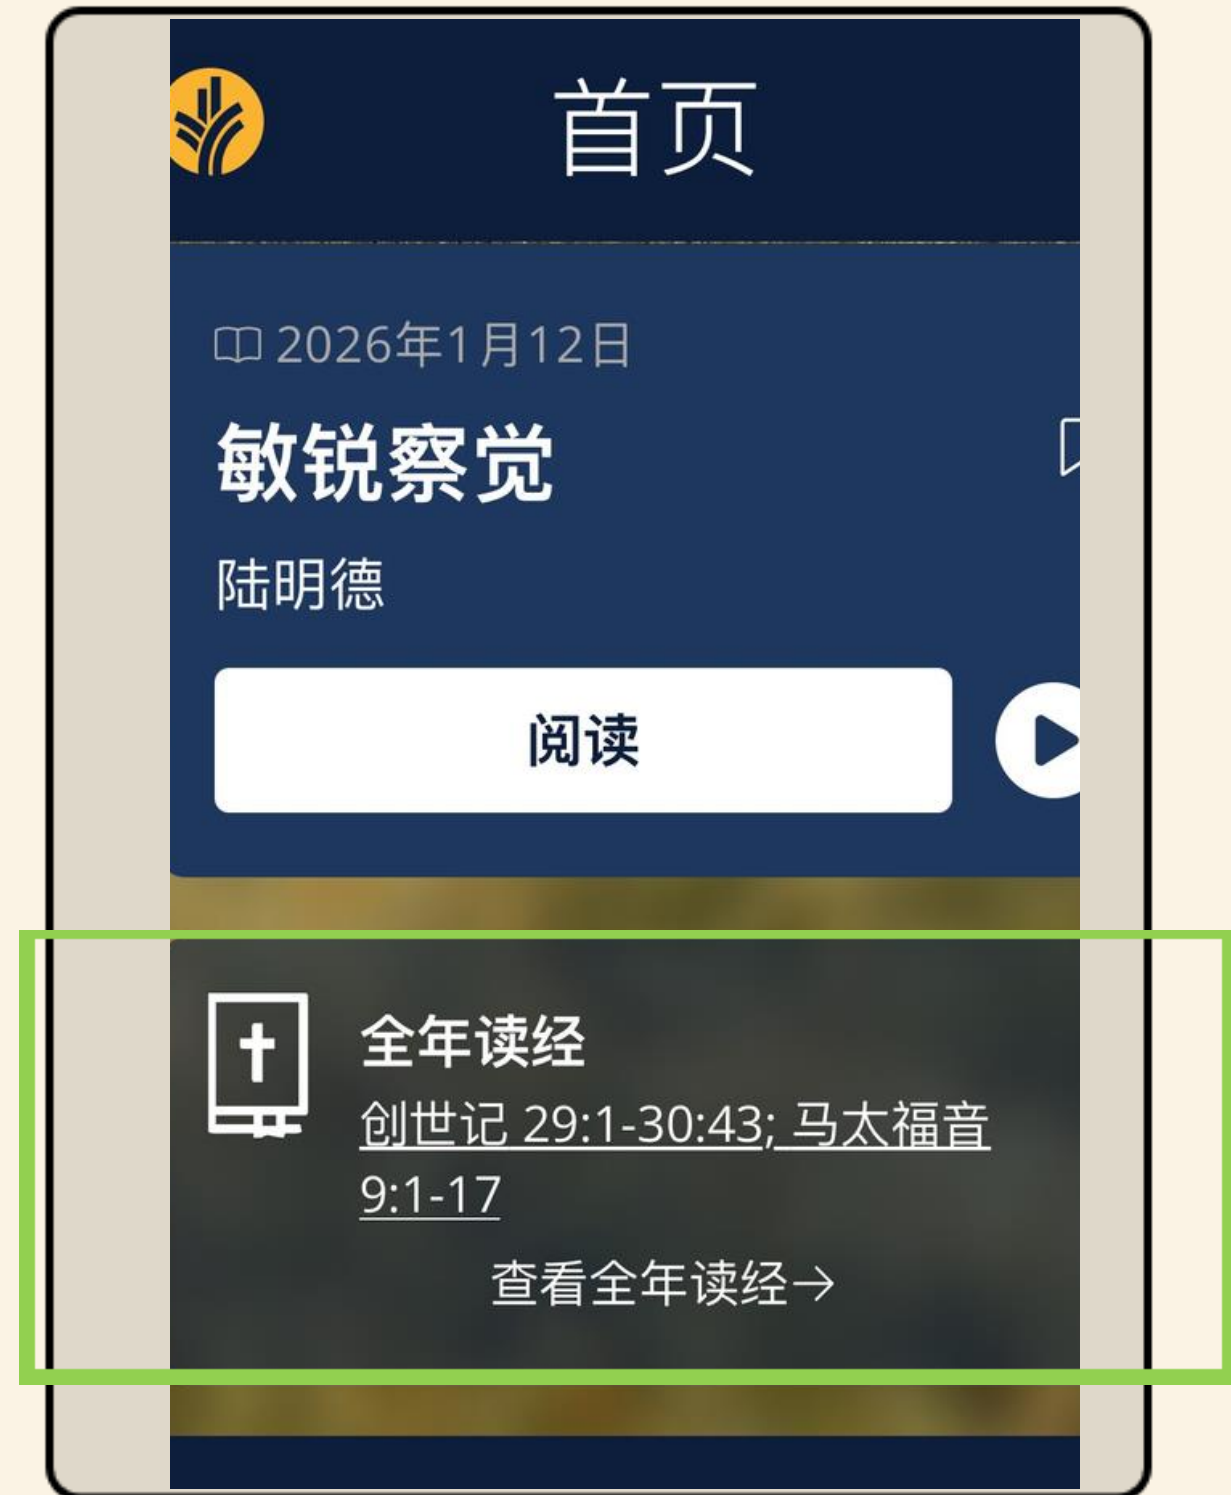 首页
2026年1月12日
敏锐察觉
陆明德
阅读
全年读经
创世记 29:1-30:43; 马太福音
9:1-17
查看全年读经→